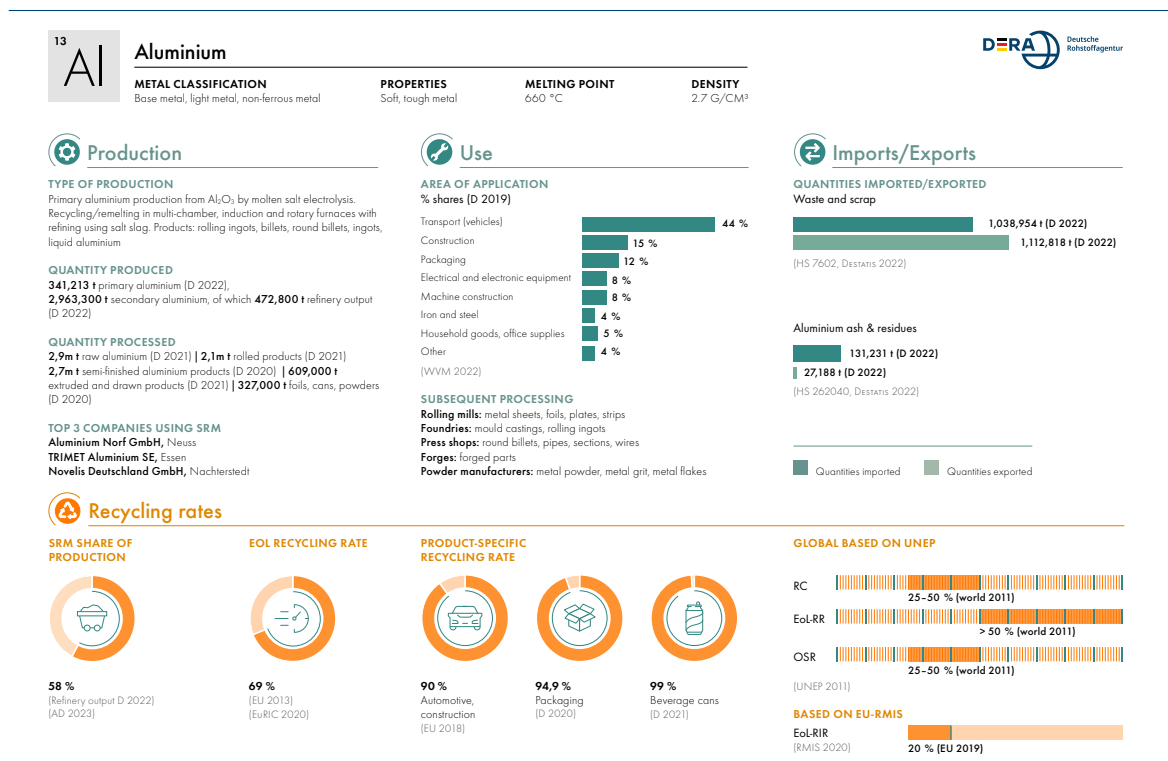 13
Al
Aluminium
METAL CLASSIFICATION
Base metal, light metal, non-ferrous metal
PROPERTIES
Soft, tough metal
MELTING POINT
660 °C
DENSITY
2.7 G/CM³
DERA
Deutsche
Rohstoffagentur
Production
TYPE OF PRODUCTION
Primary aluminium production from Al₂O₃ by molten salt electrolysis.
Recycling/remelting in multi-chamber, induction and rotary furnaces with
refining using salt slag. Products: rolling ingots, billets, round billets, ingots,
liquid aluminium
QUANTITY PRODUCED
341,213 t primary aluminium (D 2022),
2,963,300 t secondary aluminium, of which 472,800 t refinery output
(D 2022)
QUANTITY PROCESSED
2,9m t raw aluminium (D 2021) | 2,1m t rolled products (D 2021)
2,7m t semi-finished aluminium products (D 2020) | 609,000 t
extruded and drawn products (D 2021) | 327,000 t foils, cans, powders
(D 2020)
TOP 3 COMPANIES USING SRM
Aluminium Norf GmbH, Neuss
TRIMET Aluminium SE, Essen
Novelis Deutschland GmbH, Nachterstedt
Use
AREA OF APPLICATION
% shares (D 2019)
Transport (vehicles) 44 %
Construction 15 %
Packaging 12 %
Electrical and electronic equipment 8 %
Machine construction 8 %
Iron and steel 4 %
Household goods, office supplies 5 %
Other 4 %
(WVM 2022)
SUBSEQUENT PROCESSING
Rolling mills: metal sheets, foils, plates, strips
Foundries: mould castings, rolling ingots
Press shops: round billets, pipes, sections, wires
Forges: forged parts
Powder manufacturers: metal powder, metal grit, metal flakes
Imports/Exports
QUANTITIES IMPORTED/EXPORTED
Waste and scrap
1,038,954 t (D 2022)
1,112,818 t (D 2022)
(HS 7602, Destatis 2022)
Aluminium ash & residues
131,231 t (D 2022)
27,188 t (D 2022)
(HS 262040, Destatis 2022)
Quantities imported
Quantities exported
Recycling rates
SRM SHARE OF
PRODUCTION
58 %
(Refinery output D 2022)
(AD 2023)
EOL RECYCLING RATE
69 %
(EU 2013)
(EuRIC 2020)
PRODUCT-SPECIFIC
RECYCLING RATE
90 %
Automotive,
construction
(EU 2018)
94,9 %
Packaging
(D 2020)
99 %
Beverage cans
(D 2021)
GLOBAL BASED ON UNEP
RC
25–50 % (world 2011)
EoL-RR
> 50 % (world 2011)
OSR
25–50 % (world 2011)
(UNEP 2011)
BASED ON EU-RMIS
EoL-RIR
(RMIS 2020)
20 % (EU 2019)